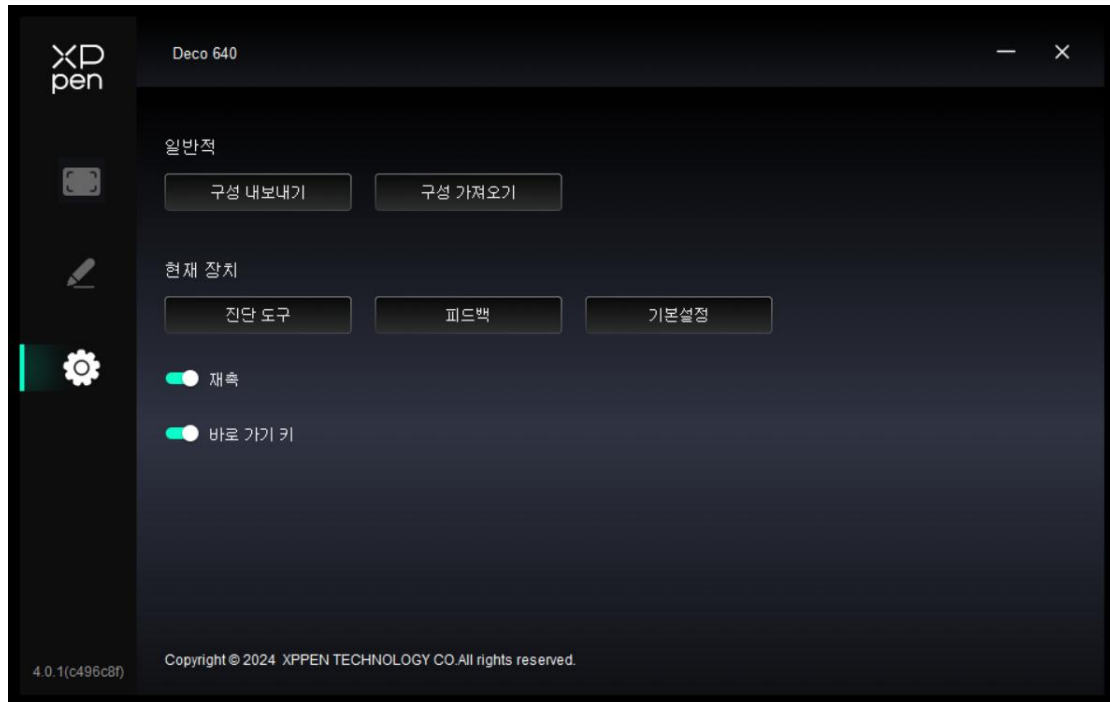 XP
pen
Deco 640
일반적
구성 내보내기 구성 가져오기
현재 장치
진단 도구 피드백 기본설정
재촉
바로 가기 키
4.0.1(c496c8f)
Copyright © 2024 XPPEN TECHNOLOGY CO.All rights reserved.